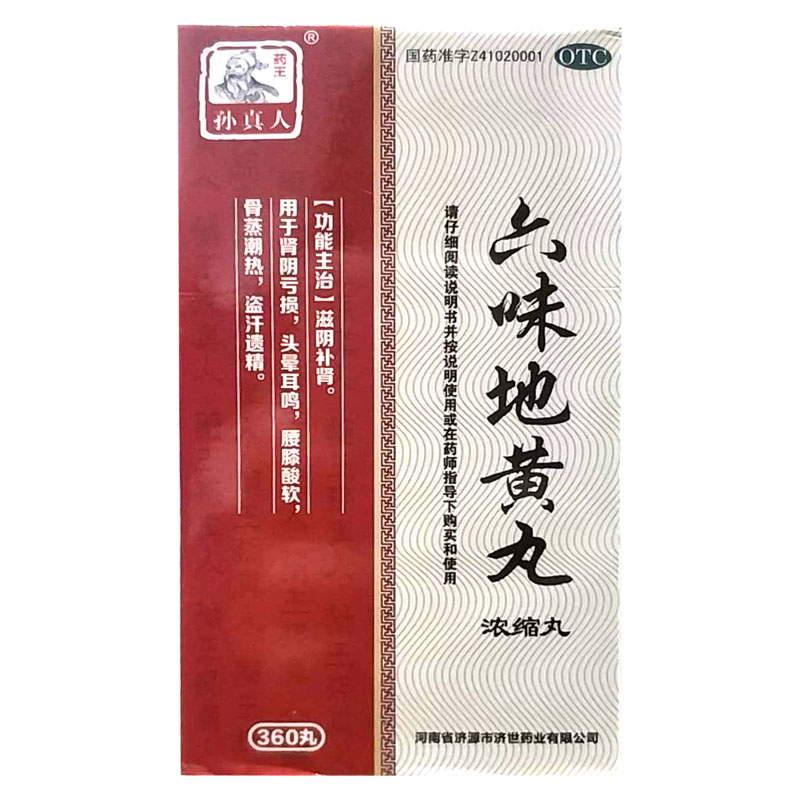 药王
孙真人
®
【功能主治】滋阴补肾。
用于肾阴亏损，头晕耳鸣，腰膝酸软，
骨蒸潮热，盗汗遗精。
360丸
国药准字Z41020001
OTC
六味地黄丸
浓缩丸
请仔细阅读说明书并按说明使用或在药师指导下购买和使用
河南省济源市济世药业有限公司